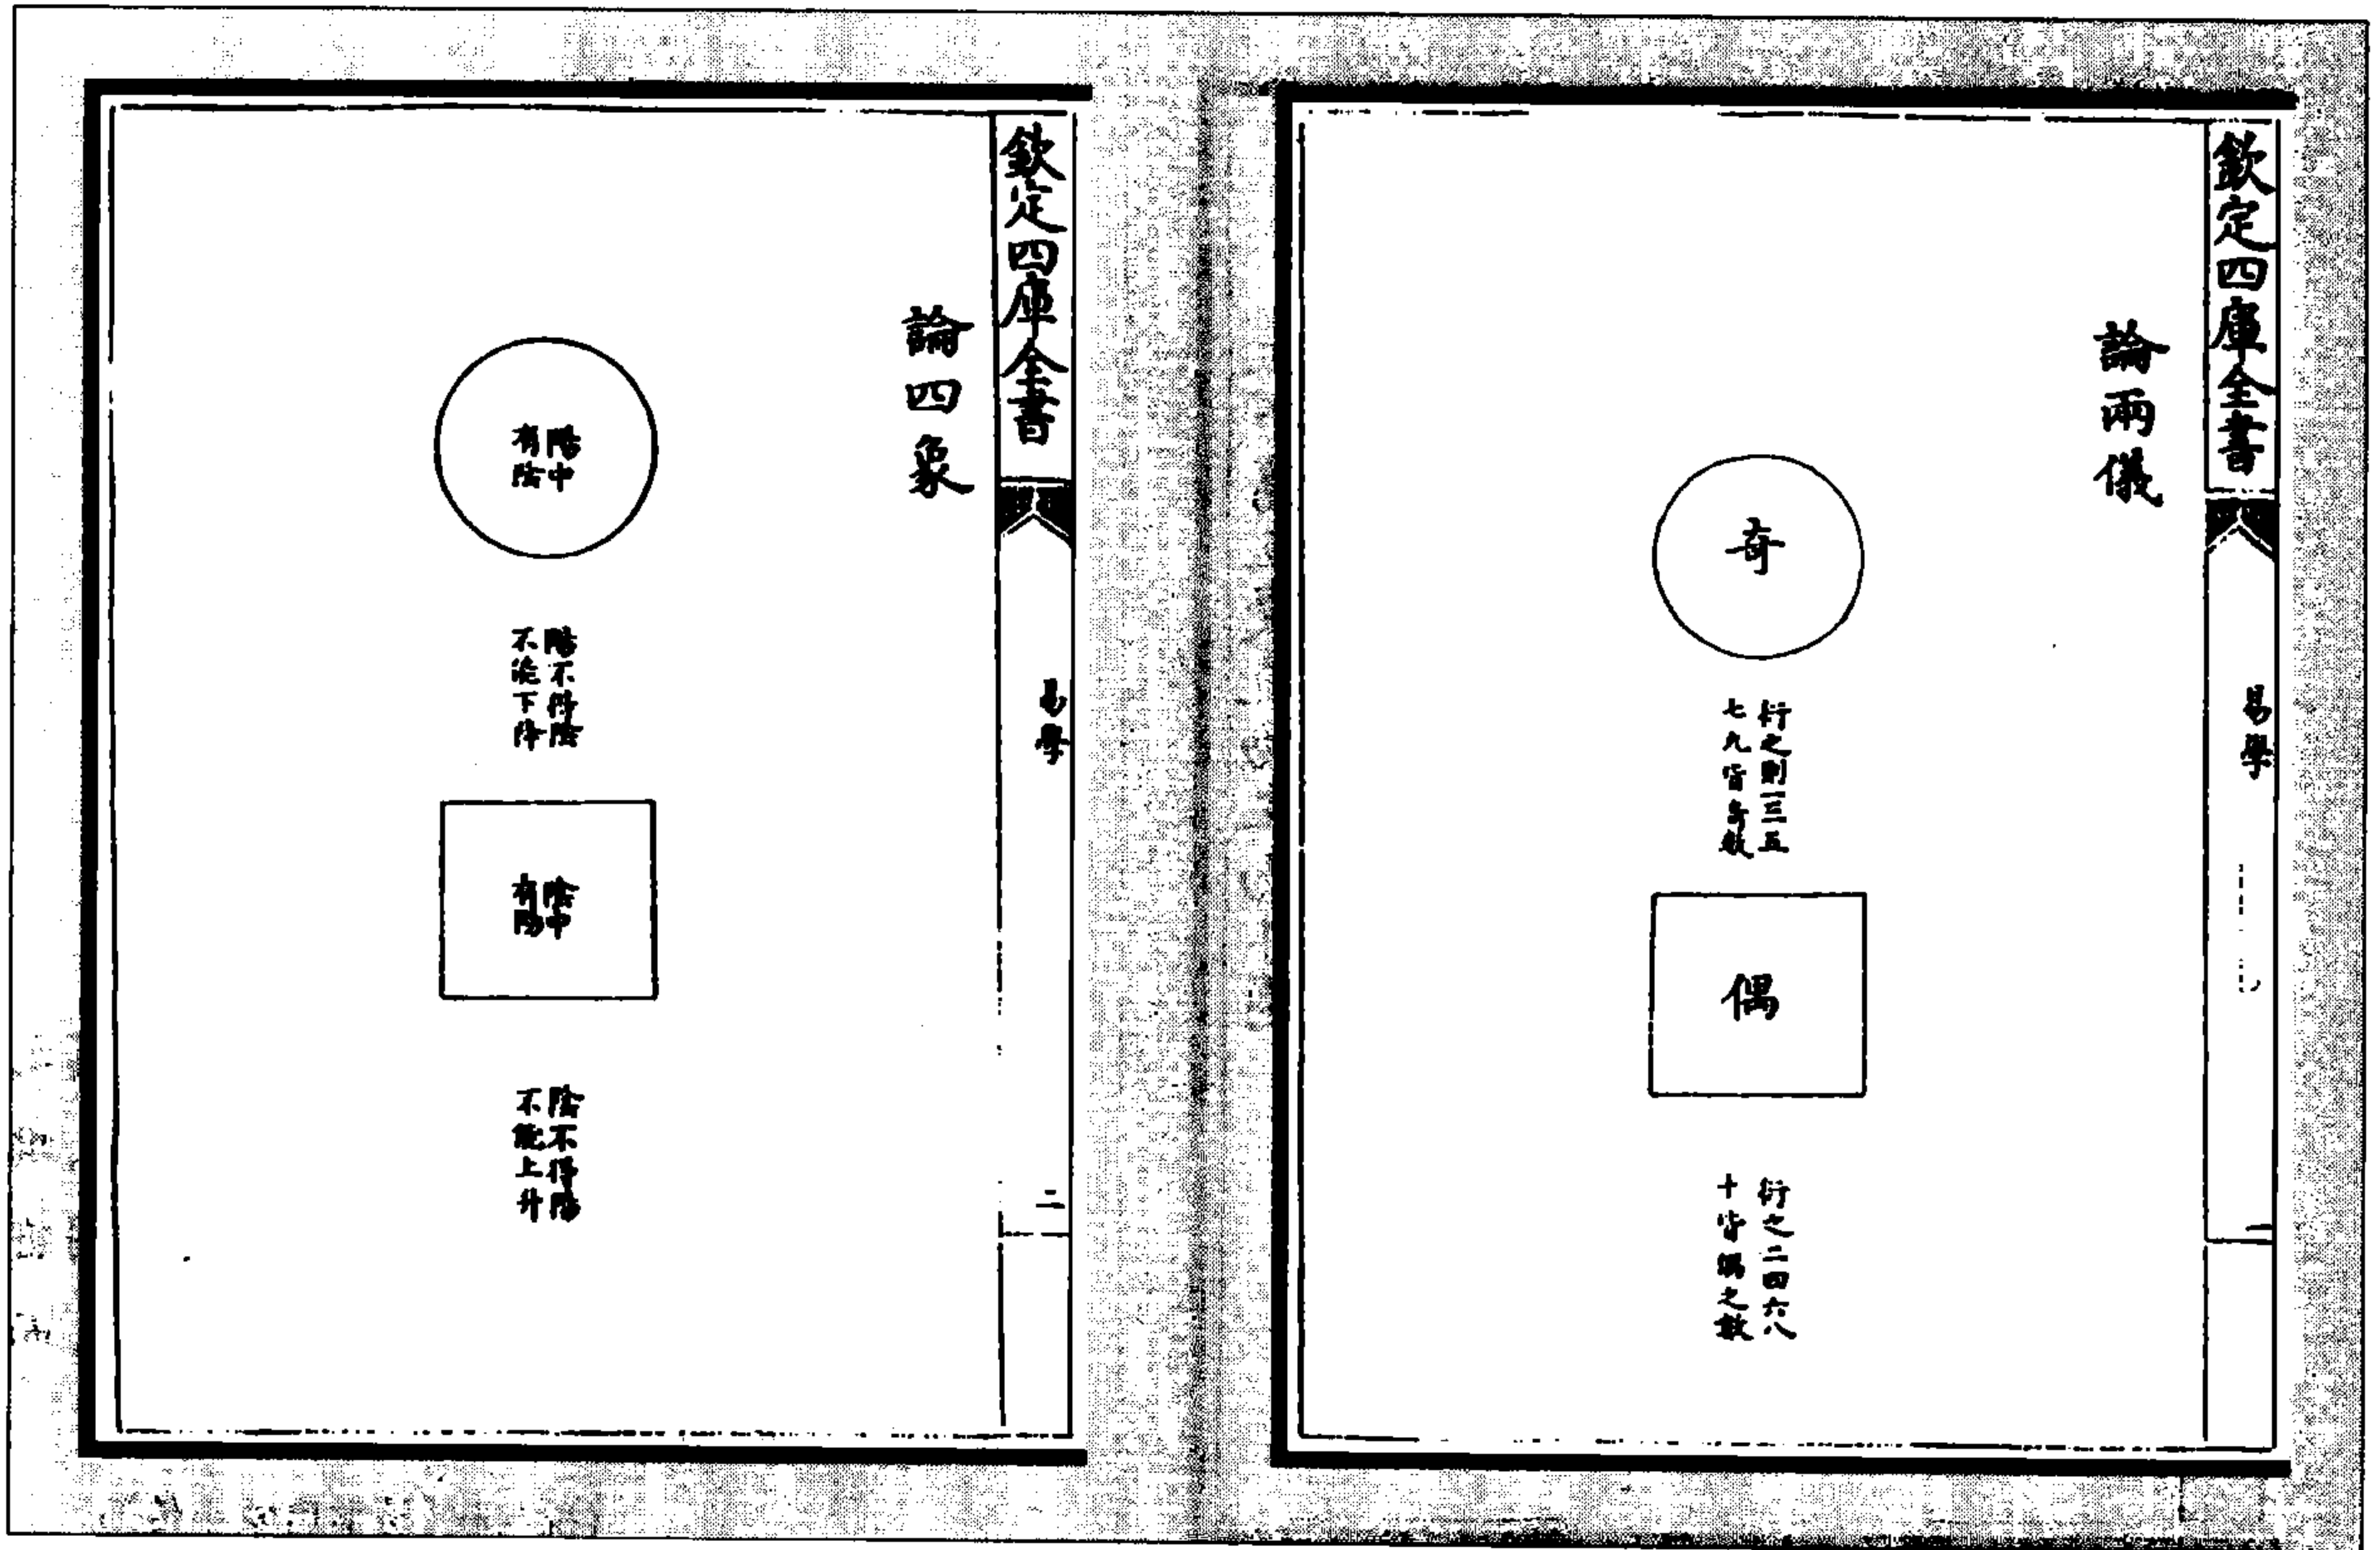 欽定四庫全書
易學
一
論兩儀
奇
衍之則三五
七九皆奇數
偶
衍之二四六八
十皆偶之數
欽定四庫全書
易學
二
論四象
陽中
有陰
陽不得陰
不能下降
陰中
有陽
陰不得陽
不能上升